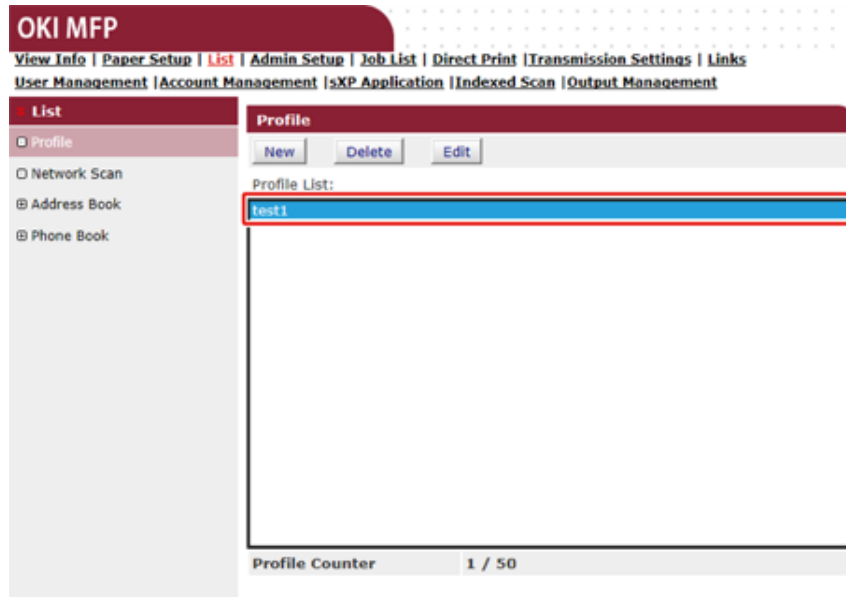 OKI MFP
View Info | Paper Setup | List | Admin Setup | Job List | Direct Print |Transmission Settings | Links
User Management |Account Management |sXP Application |Indexed Scan |Output Management
List
Profile
Network Scan
Address Book
Phone Book
Profile
New Delete Edit
Profile List:
test1
Profile Counter 1 / 50